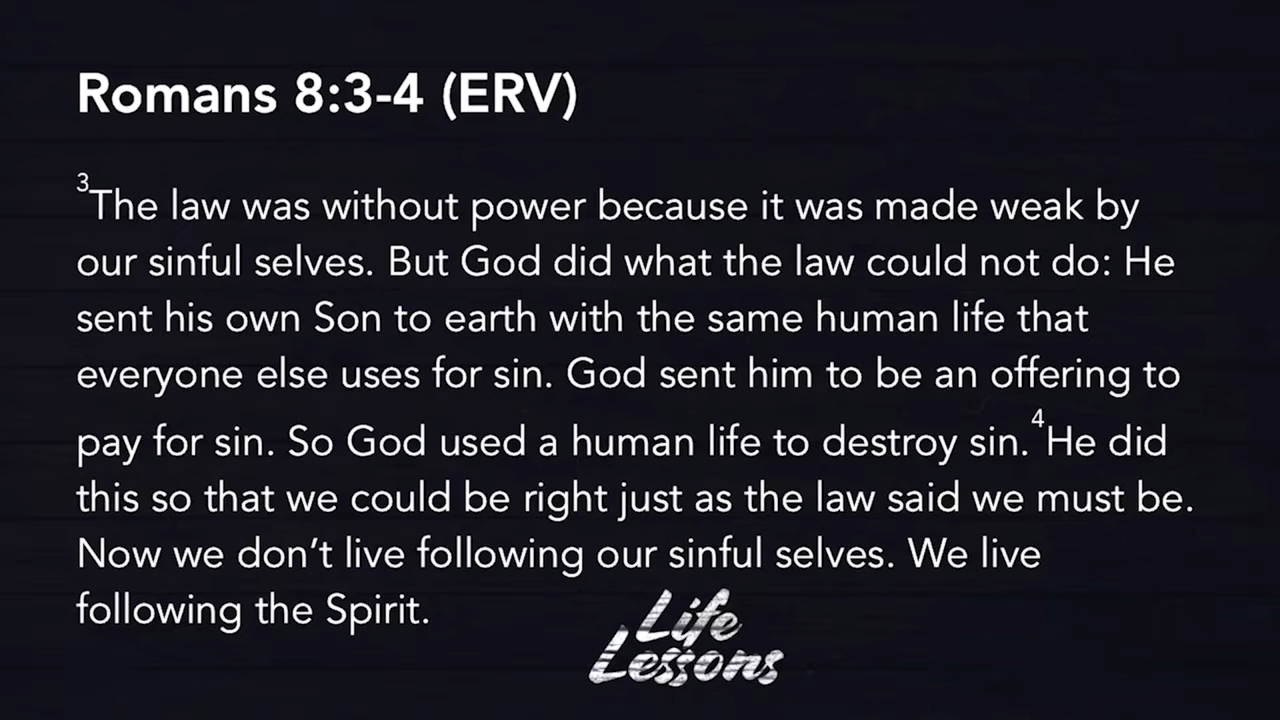 Romans 8:3-4 (ERV)
3The law was without power because it was made weak by
our sinful selves. But God did what the law could not do: He
sent his own Son to earth with the same human life that
everyone else uses for sin. God sent him to be an offering to
pay for sin. So God used a human life to destroy sin. 4He did
this so that we could be right just as the law said we must be.
Now we don’t live following our sinful selves. We live
following the Spirit.
Life
Lessons